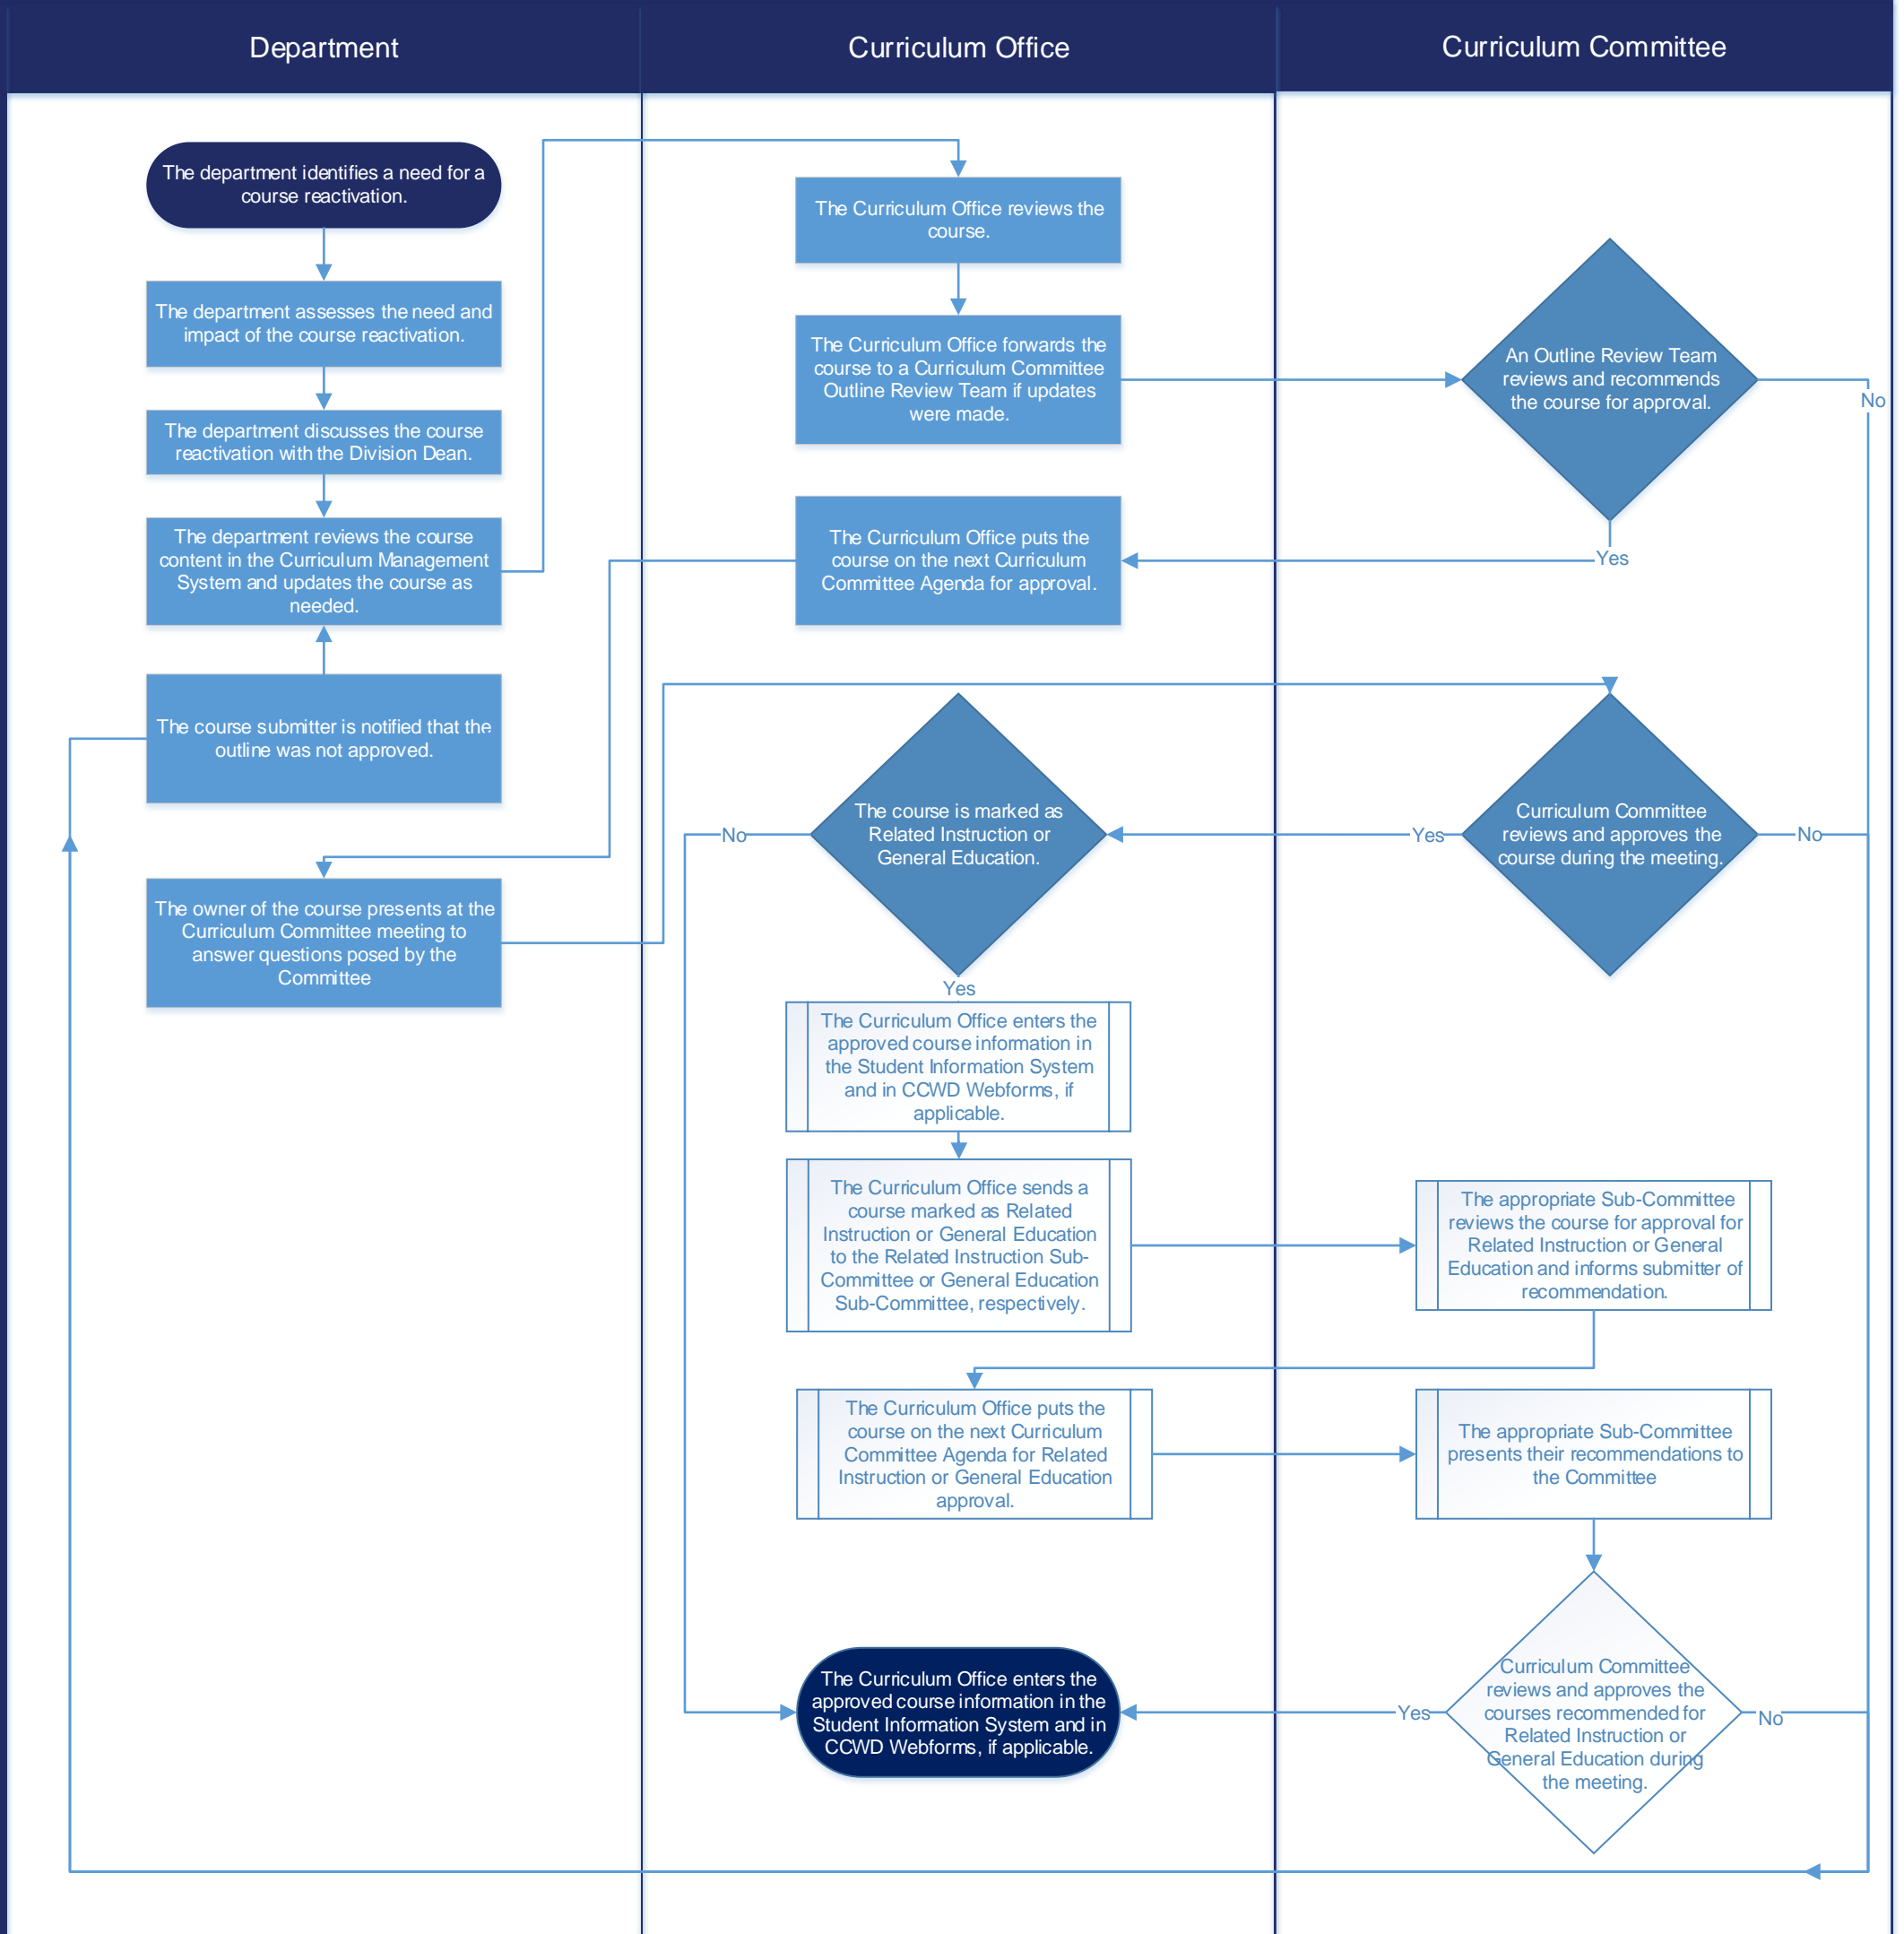 Department
Curriculum Office
Curriculum Committee
The department identifies a need for a
course reactivation.
The department assesses the need and
impact of the course reactivation.
The department discusses the course
reactivation with the Division Dean.
The department reviews the course
content in the Curriculum Management
System and updates the course as
needed.
The course submitter is notified that the
outline was not approved.
The owner of the course presents at the
Curriculum Committee meeting to
answer questions posed by the
Committee
The Curriculum Office reviews the
course.
The Curriculum Office forwards the
course to a Curriculum Committee
Outline Review Team if updates
were made.
The Curriculum Office puts the
course on the next Curriculum
Committee Agenda for approval.
An Outline Review Team
reviews and recommends
the course for approval.
No
Yes
The course is marked as
Related Instruction or
General Education.
No
Yes
Curriculum Committee
reviews and approves the
course during the meeting.
Yes
No
The Curriculum Office enters the
approved course information in
the Student Information System
and in CCWD Webforms, if
applicable.
The Curriculum Office sends a
course marked as Related
Instruction or General Education
to the Related Instruction Sub-
Committee or General Education
Sub-Committee, respectively.
The appropriate Sub-Committee
reviews the course for approval for
Related Instruction or General
Education and informs submitter of
recommendation.
The Curriculum Office puts the
course on the next Curriculum
Committee Agenda for Related
Instruction or General Education
approval.
The appropriate Sub-Committee
presents their recommendations to
the Committee
Curriculum Committee
reviews and approves the
courses recommended for
Related Instruction or
General Education during
the meeting.
Yes
No
The Curriculum Office enters the
approved course information in the
Student Information System and in
CCWD Webforms, if applicable.